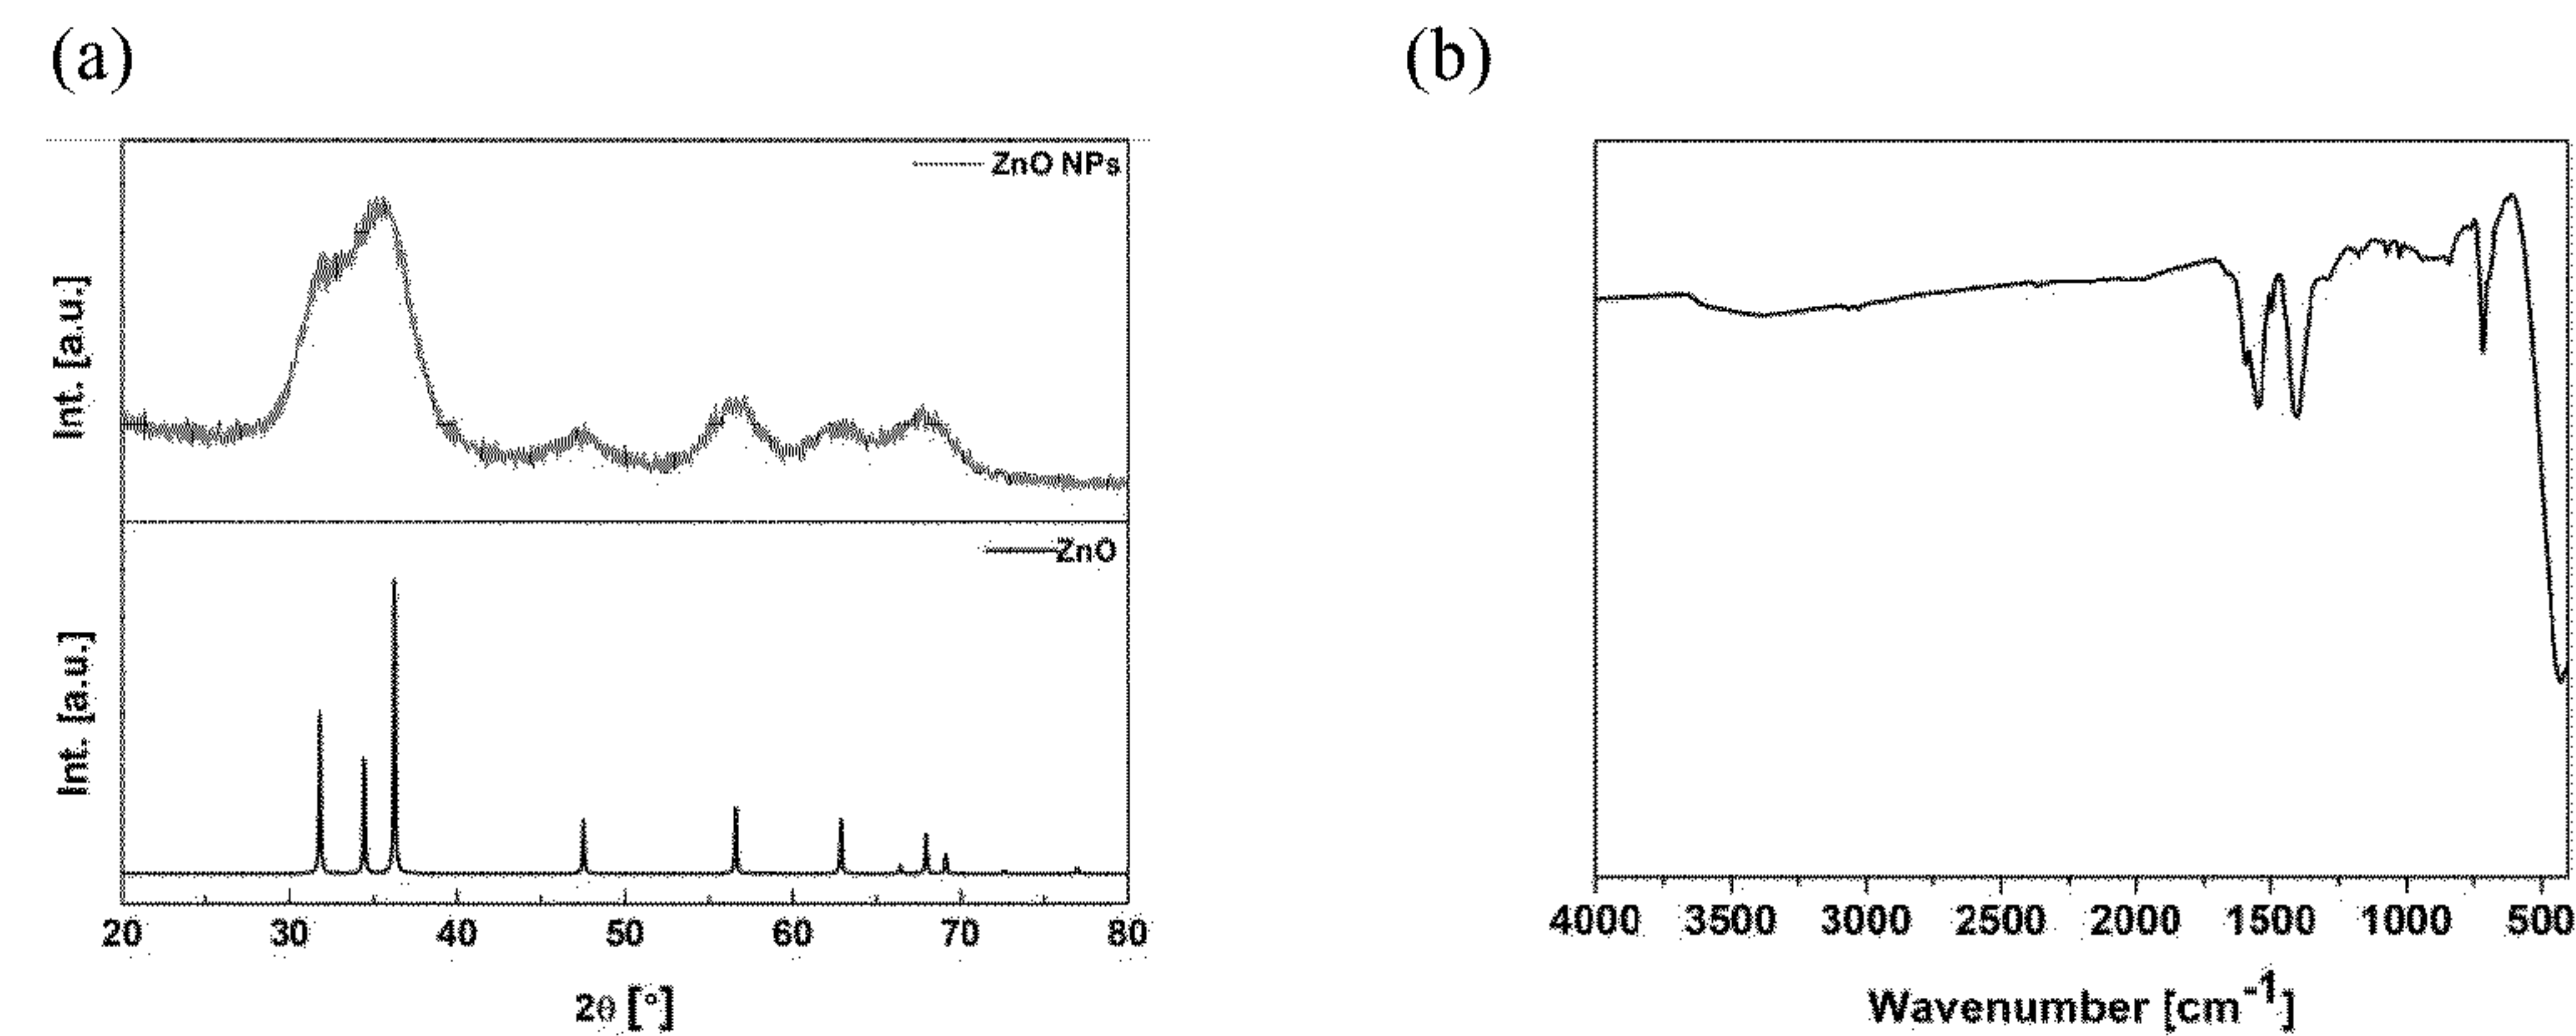 (a)
(b)
ZnO NPs
Int. [a.u.]
ZnO
Int. [a.u.]
20 30 40 50 60 70 80
2θ [°]
4000 3500 3000 2500 2000 1500 1000 500
Wavenumber [cm⁻¹]